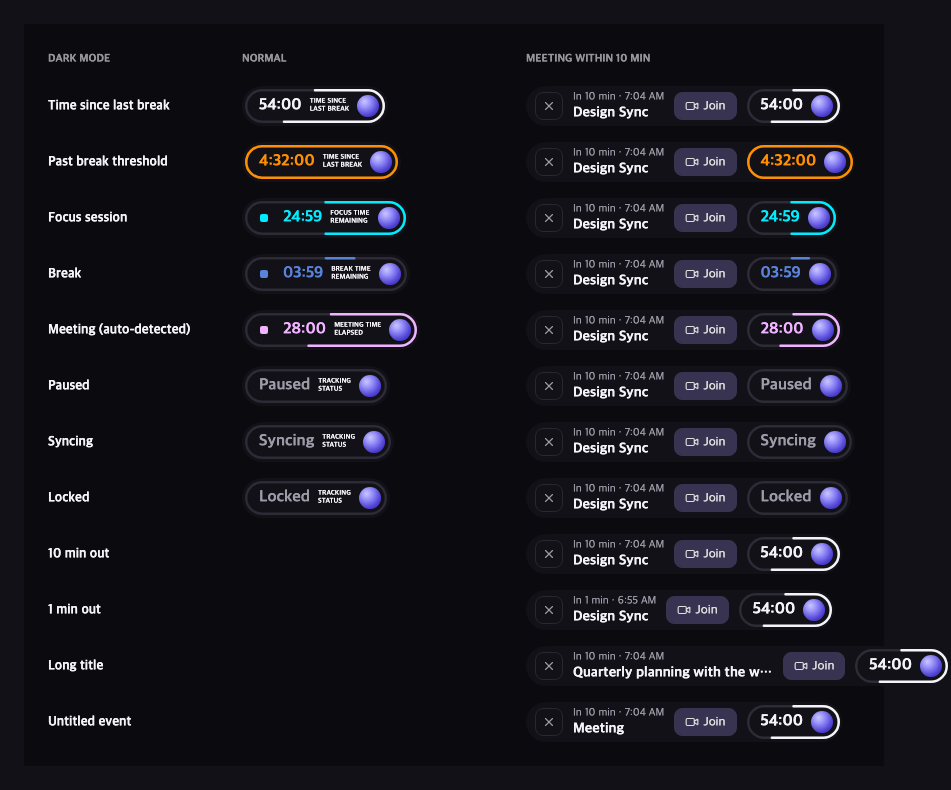 DARK MODE NORMAL MEETING WITHIN 10 MIN
Time since last break
54:00 TIME SINCE
LAST BREAK
In 10 min · 7:04 AM
Design Sync
Join
54:00
Past break threshold
4:32:00 TIME SINCE
LAST BREAK
In 10 min · 7:04 AM
Design Sync
Join
4:32:00
Focus session
24:59 FOCUS TIME
REMAINING
In 10 min · 7:04 AM
Design Sync
Join
24:59
Break
03:59 BREAK TIME
REMAINING
In 10 min · 7:04 AM
Design Sync
Join
03:59
Meeting (auto-detected)
28:00 MEETING TIME
ELAPSED
In 10 min · 7:04 AM
Design Sync
Join
28:00
Paused
Paused TRACKING
STATUS
In 10 min · 7:04 AM
Design Sync
Join
Paused
Syncing
Syncing TRACKING
STATUS
In 10 min · 7:04 AM
Design Sync
Join
Syncing
Locked
Locked TRACKING
STATUS
In 10 min · 7:04 AM
Design Sync
Join
Locked
10 min out
In 10 min · 7:04 AM
Design Sync
Join
54:00
1 min out
In 1 min · 6:55 AM
Design Sync
Join
54:00
Long title
In 10 min · 7:04 AM
Quarterly planning with the w···
Join
54:00
Untitled event
In 10 min · 7:04 AM
Meeting
Join
54:00